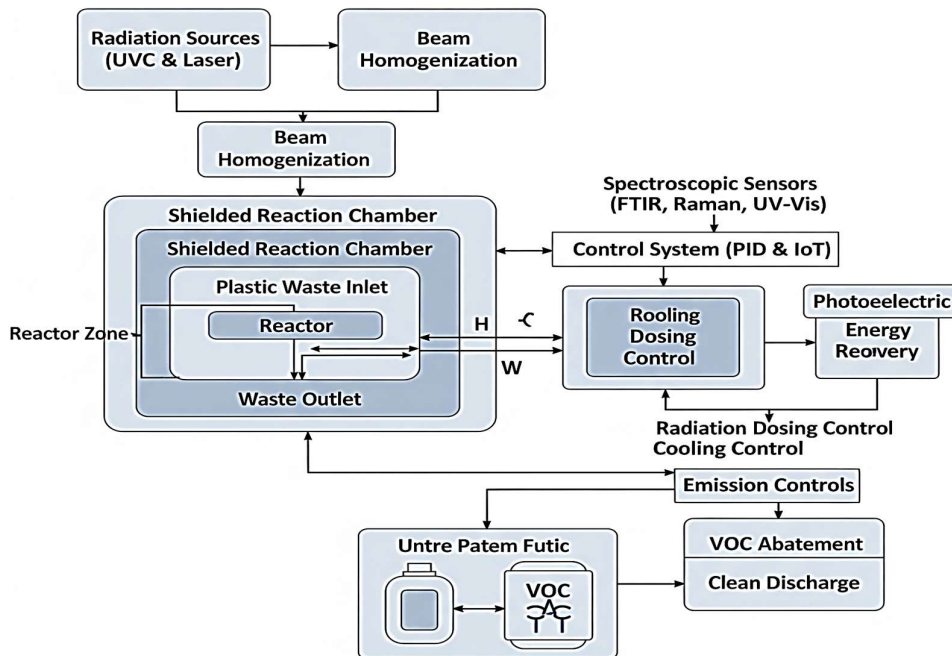 Radiation Sources
(UVC & Laser)
Beam
Homogenization
Beam
Homogenization
Spectroscopic Sensors
(FTIR, Raman, UV-Vis)
Shielded Reaction Chamber
Control System (PID & IoT)
Shielded Reaction Chamber
Plastic Waste Inlet
Reactor Zone
Reactor
H
W
Rooling
Dosing
Control
Photoelectric
Energy
Recovery
Waste Outlet
Radiation Dosing Control
Cooling Control
Emission Controls
Untre Patem Futic
VOC
VOC Abatement
Clean Discharge